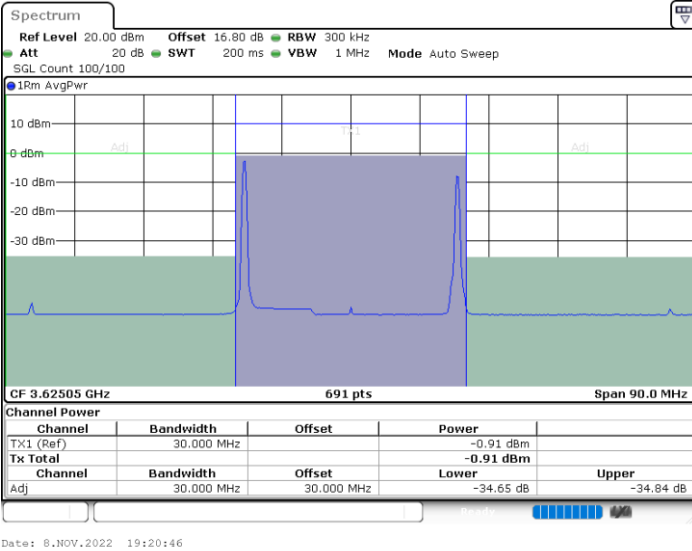 Spectrum
Ref Level 20.00 dBm Offset 16.80 dB RBW 300 kHz
Att 20 dB SWT 200 ms VBW 1 MHz Mode Auto Sweep
SGL Count 100/100
1Rm AvgPwr
10 dBm
TX1
Adj Adj
0 dBm
-10 dBm
-20 dBm
-30 dBm
CF 3.62505 GHz 691 pts Span 90.0 MHz
Channel Power
Channel Bandwidth Offset Power
TX1 (Ref) 30.000 MHz -0.91 dBm
Tx Total -0.91 dBm
Channel Bandwidth Offset Lower Upper
Adj 30.000 MHz 30.000 MHz -34.65 dB -34.84 dB
Ready
Date: 8.NOV.2022 19:20:46